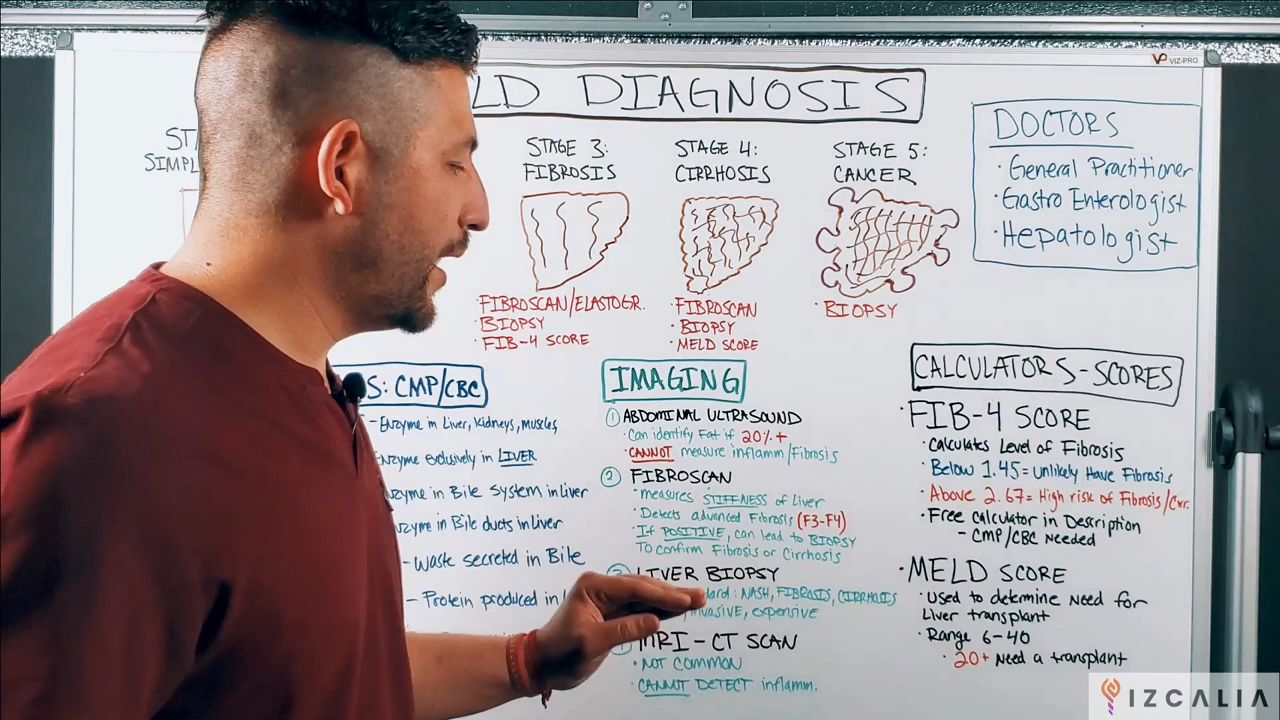 VIZ-PRO
LD DIAGNOSIS
ST
SIMPL
STAGE 3:
FIBROSIS
·FIBROSCAN/ELASTOGR.
·BIOPSY
·FIB-4 SCORE
STAGE 4:
CIRRHOSIS
·FIBROSCAN
·BIOPSY
·MELD SCORE
STAGE 5:
CANCER
·BIOPSY
DOCTORS
·General Practitioner
·Gastro Enterologist
·Hepatologist
S: CMP/CBC
-Enzyme in Liver, Kidneys, muscles
Enzyme exclusively in LIVER
nzyme in Bile System in Liver
nzyme in Bile ducts in Liver
-Waste secreted in Bile
-Protein produced in
IMAGING
① ABDOMINAL ULTRASOUND
·Can identify Fat if 20%+
·CANNOT measure inflamm/Fibrosis
② FIBROSCAN
·measures STIFFNESS of Liver
·Detects advanced Fibrosis (F3-F4)
·If POSITIVE, can lead to BIOPSY
To confirm Fibrosis or Cirrhosis
③ LIVER BIOPSY
dard: NASH, FIBROSIS, CIRRHOSIS
invasive, expensive
MRI-CT SCAN
·NOT COMMON
·CANNOT DETECT inflamm.
CALCULATORS-SCORES
·FIB-4 SCORE
·Calculates Level of Fibrosis
·Below 1.45=Unlikely Have Fibrosis
·Above 2.67=High risk of Fibrosis/Cirr.
·Free calculator in Description
-CMP/CBC Needed
·MELD SCORE
·Used to determine need for
Liver transplant
·Range 6-40
·20+ Need a transplant
IZCALIA